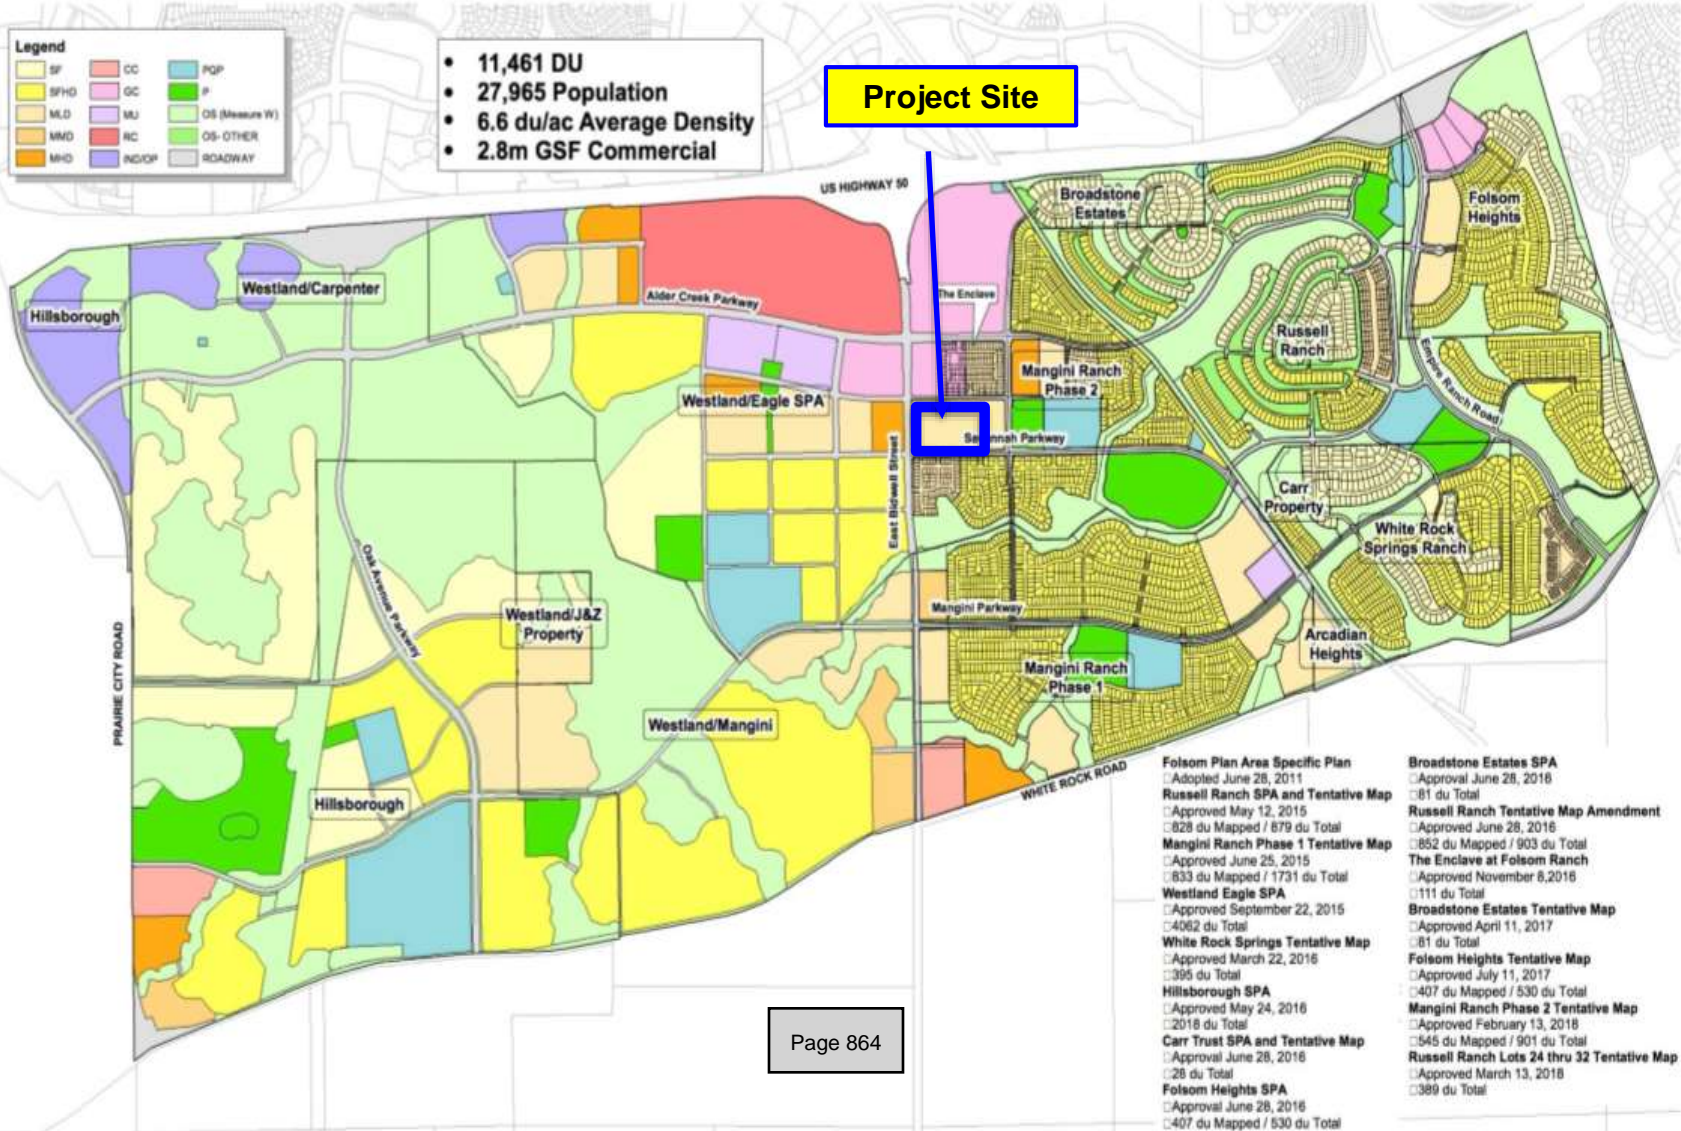 Legend
SF
SFHD
MLD
MMD
MHD
CC
GC
MU
RC
IND/OP
PQP
P
OS (Measure W)
OS- OTHER
ROADWAY
• 11,461 DU
• 27,965 Population
• 6.6 du/ac Average Density
• 2.8m GSF Commercial
Project Site
US HIGHWAY 50
Broadstone
Estates
Folsom
Heights
Westland/Carpenter
Hillsborough
Alder Creek Parkway
The Enclave
Russell
Ranch
Empire Ranch Road
Mangini Ranch
Phase 2
Westland/Eagle SPA
Savannah Parkway
East Bidwell Street
Carr
Property
White Rock
Springs Ranch
Oak Avenue Parkway
Westland/J&Z
Property
Mangini Parkway
Arcadian
Heights
PRAIRIE CITY ROAD
Mangini Ranch
Phase 1
Westland/Mangini
Hillsborough
WHITE ROCK ROAD
Folsom Plan Area Specific Plan
□Adopted June 28, 2011
Russell Ranch SPA and Tentative Map
□Approved May 12, 2015
□828 du Mapped / 879 du Total
Mangini Ranch Phase 1 Tentative Map
□Approved June 25, 2015
□833 du Mapped / 1731 du Total
Westland Eagle SPA
□Approved September 22, 2015
□4062 du Total
White Rock Springs Tentative Map
□Approved March 22, 2016
□395 du Total
Hillsborough SPA
□Approved May 24, 2016
□2018 du Total
Carr Trust SPA and Tentative Map
□Approval June 28, 2016
□28 du Total
Folsom Heights SPA
□Approval June 28, 2016
□407 du Mapped / 530 du Total
Broadstone Estates SPA
□Approval June 28, 2016
□81 du Total
Russell Ranch Tentative Map Amendment
□Approved June 28, 2016
□852 du Mapped / 903 du Total
The Enclave at Folsom Ranch
□Approved November 8,2016
□111 du Total
Broadstone Estates Tentative Map
□Approved April 11, 2017
□81 du Total
Folsom Heights Tentative Map
□Approved July 11, 2017
□407 du Mapped / 530 du Total
Mangini Ranch Phase 2 Tentative Map
□Approved February 13, 2018
□545 du Mapped / 901 du Total
Russell Ranch Lots 24 thru 32 Tentative Map
□Approved March 13, 2018
□389 du Total
Page 864